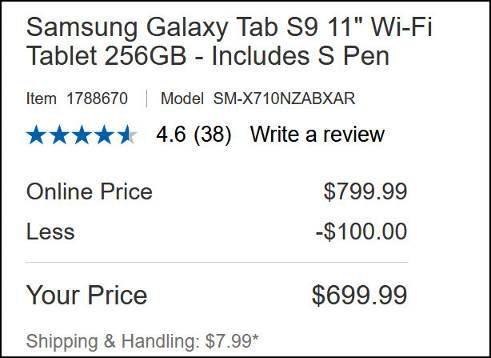 Samsung Galaxy Tab S9 11" Wi-Fi
Tablet 256GB - Includes S Pen
Item 1788670 | Model SM-X710NZABXAR
4.6 (38) Write a review
Online Price $799.99
Less -$100.00
Your Price $699.99
Shipping & Handling: $7.99*